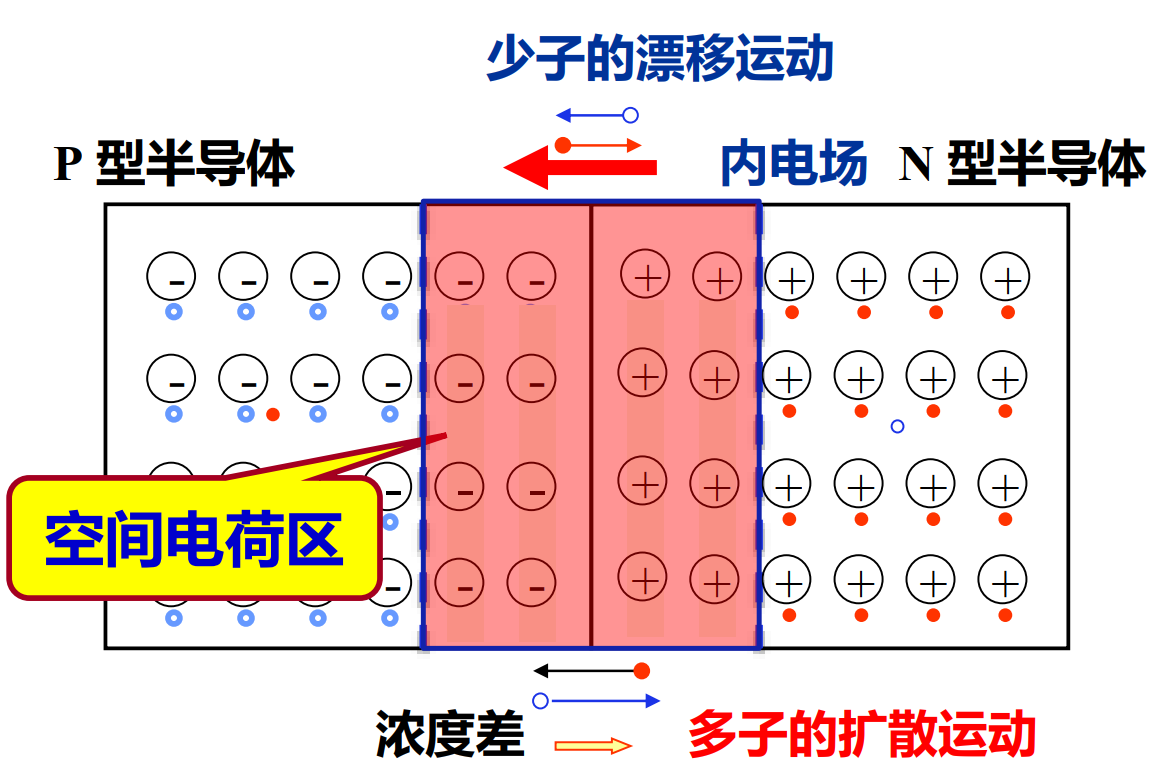 少子的漂移运动
P 型半导体
内电场
N 型半导体
空间电荷区
浓度差
多子的扩散运动